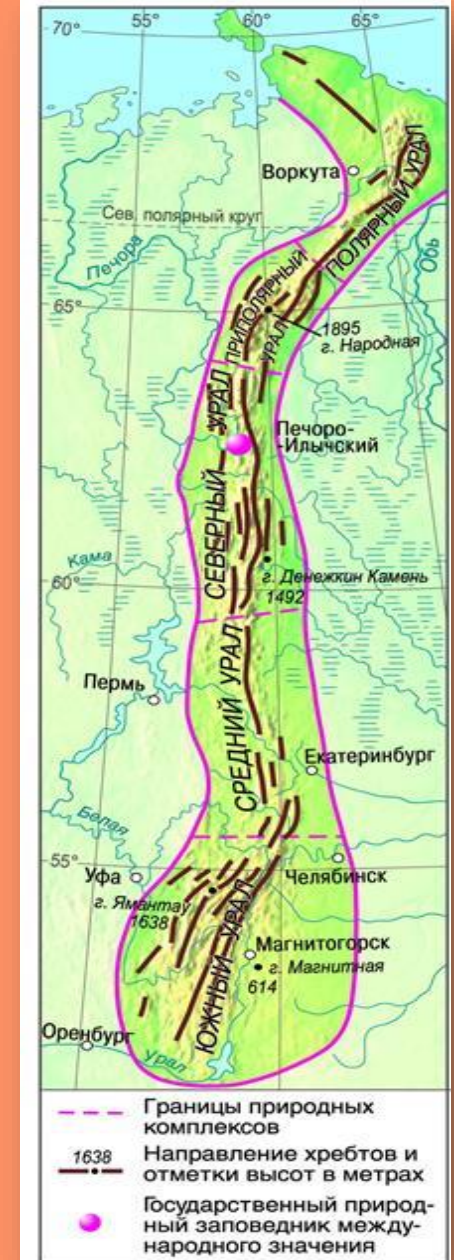 55° 60° 65°
70°
Воркута
ПОЛЯРНЫЙ УРАЛ
Сев. полярный круг
Печора
Обь
ПРИПОЛЯРНЫЙ
УРАЛ
65°
1895
г. Народная
СЕВЕРНЫЙ УРАЛ
Печоро-
-Илычский
Кама
г. Денежкин Камень
1492
60°
Пермь
СРЕДНИЙ УРАЛ
Екатеринбург
Белая
55°
Уфа
Челябинск
г. Ямантау
1638
ЮЖНЫЙ УРАЛ
Магнитогорск
г. Магнитная
614
Оренбург
Урал
Границы природных
комплексов
1638
Направление хребтов и
отметки высот в метрах
Государственный природ-
ный заповедник между-
народного значения